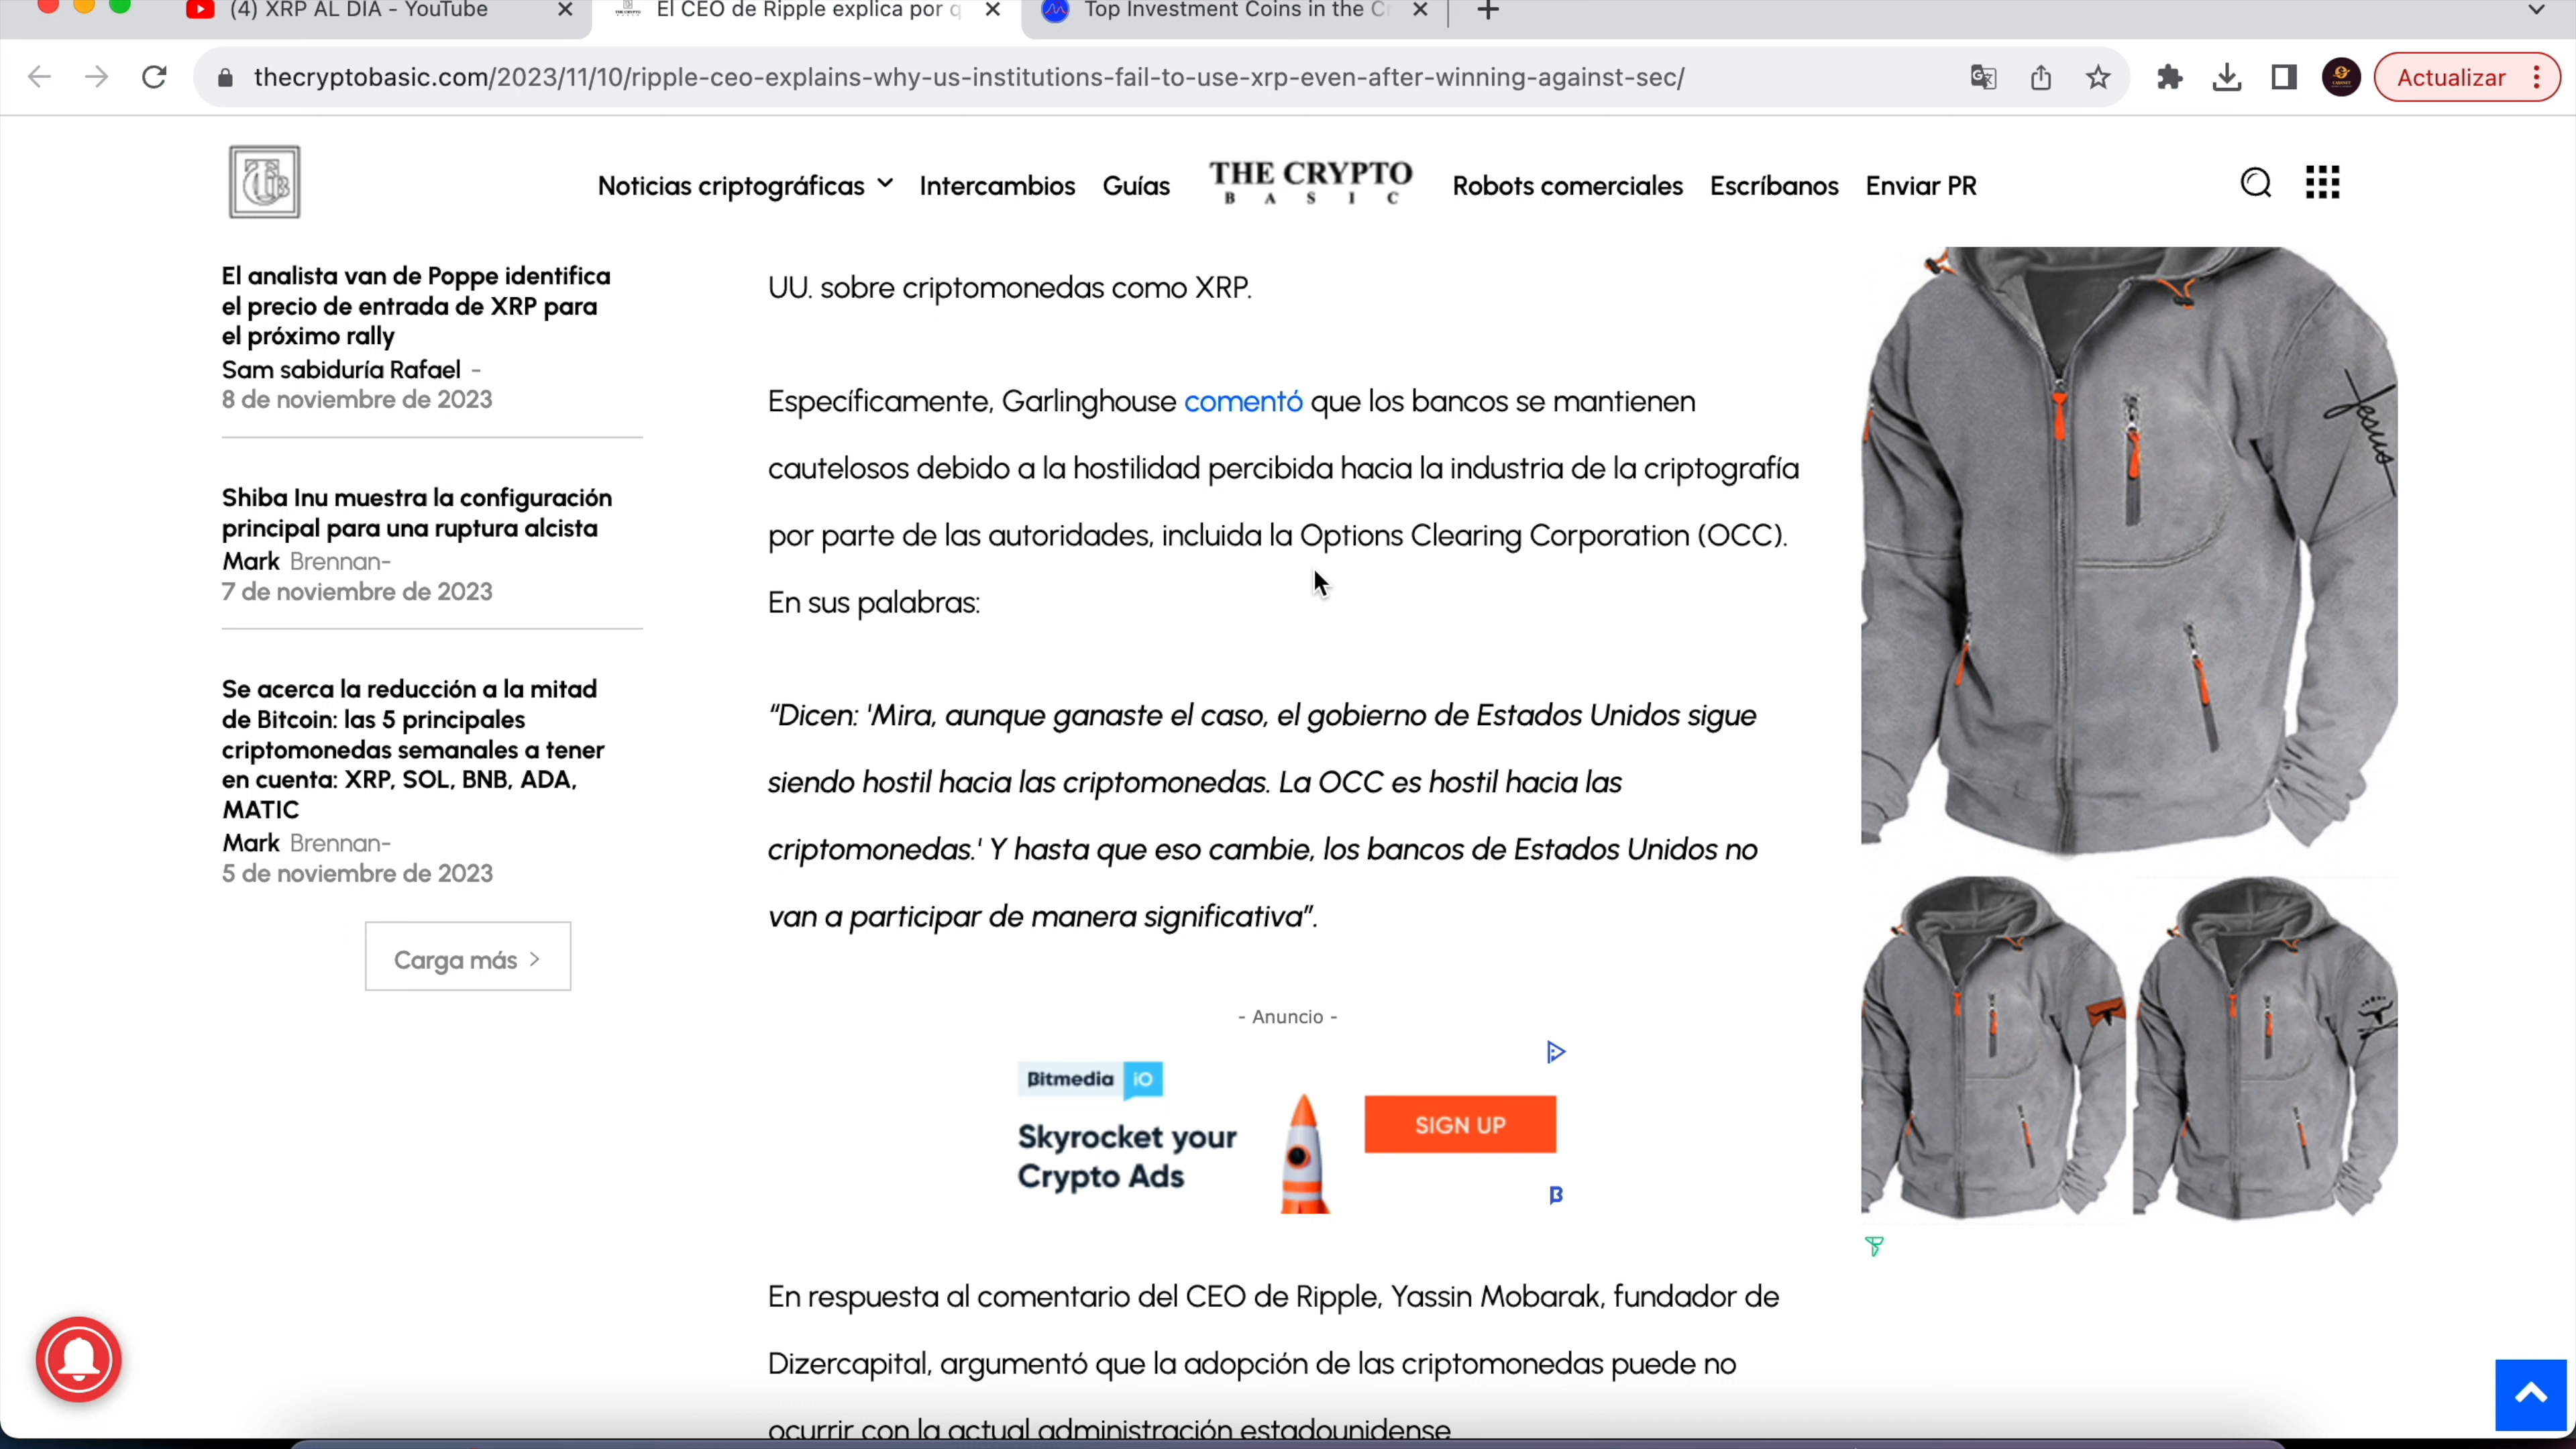 (4) XRP AL DIA - YouTube
El CEO de Ripple explica por q
Top Investment Coins in the Cr
thecryptobasic.com/2023/11/10/ripple-ceo-explains-why-us-institutions-fail-to-use-xrp-even-after-winning-against-sec/
Actualizar
Noticias criptográficas
Intercambios
Guías
THE CRYPTO
BASIC
Robots comerciales
Escríbanos
Enviar PR
El analista van de Poppe identifica
el precio de entrada de XRP para
el próximo rally
Sam sabiduría Rafael -
8 de noviembre de 2023
Shiba Inu muestra la configuración
principal para una ruptura alcista
Mark Brennan-
7 de noviembre de 2023
Se acerca la reducción a la mitad
de Bitcoin: las 5 principales
criptomonedas semanales a tener
en cuenta: XRP, SOL, BNB, ADA,
MATIC
Mark Brennan-
5 de noviembre de 2023
Carga más >
UU. sobre criptomonedas como XRP.
Específicamente, Garlinghouse comentó que los bancos se mantienen
cautelosos debido a la hostilidad percibida hacia la industria de la criptografía
por parte de las autoridades, incluida la Options Clearing Corporation (OCC).
En sus palabras:
“Dicen: 'Mira, aunque ganaste el caso, el gobierno de Estados Unidos sigue
siendo hostil hacia las criptomonedas. La OCC es hostil hacia las
criptomonedas.' Y hasta que eso cambie, los bancos de Estados Unidos no
van a participar de manera significativa”.
- Anuncio -
Bitmedia iO
Skyrocket your
Crypto Ads
SIGN UP
En respuesta al comentario del CEO de Ripple, Yassin Mobarak, fundador de
Dizercapital, argumentó que la adopción de las criptomonedas puede no
ocurrir con la actual administración estadounidense
Jesus